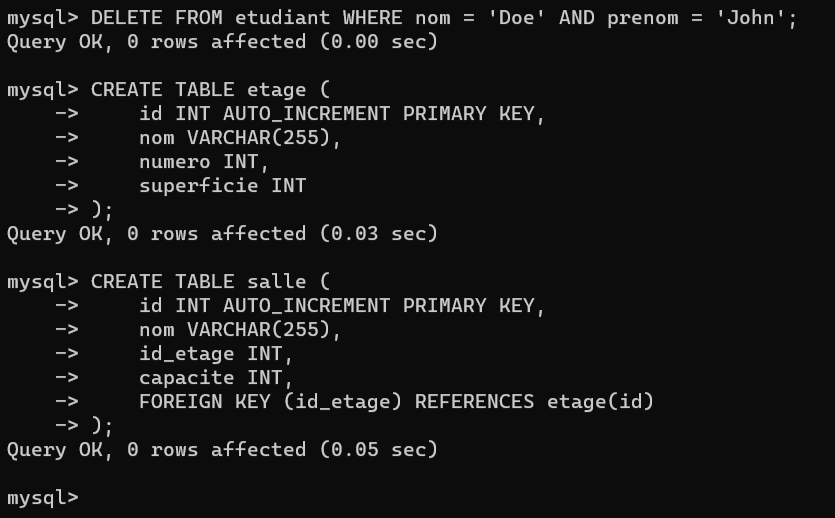 mysql> DELETE FROM etudiant WHERE nom = 'Doe' AND prenom = 'John';
Query OK, 0 rows affected (0.00 sec)

mysql> CREATE TABLE etage (
    ->     id INT AUTO_INCREMENT PRIMARY KEY,
    ->     nom VARCHAR(255),
    ->     numero INT,
    ->     superficie INT
    -> );
Query OK, 0 rows affected (0.03 sec)

mysql> CREATE TABLE salle (
    ->     id INT AUTO_INCREMENT PRIMARY KEY,
    ->     nom VARCHAR(255),
    ->     id_etage INT,
    ->     capacite INT,
    ->     FOREIGN KEY (id_etage) REFERENCES etage(id)
    -> );
Query OK, 0 rows affected (0.05 sec)

mysql>